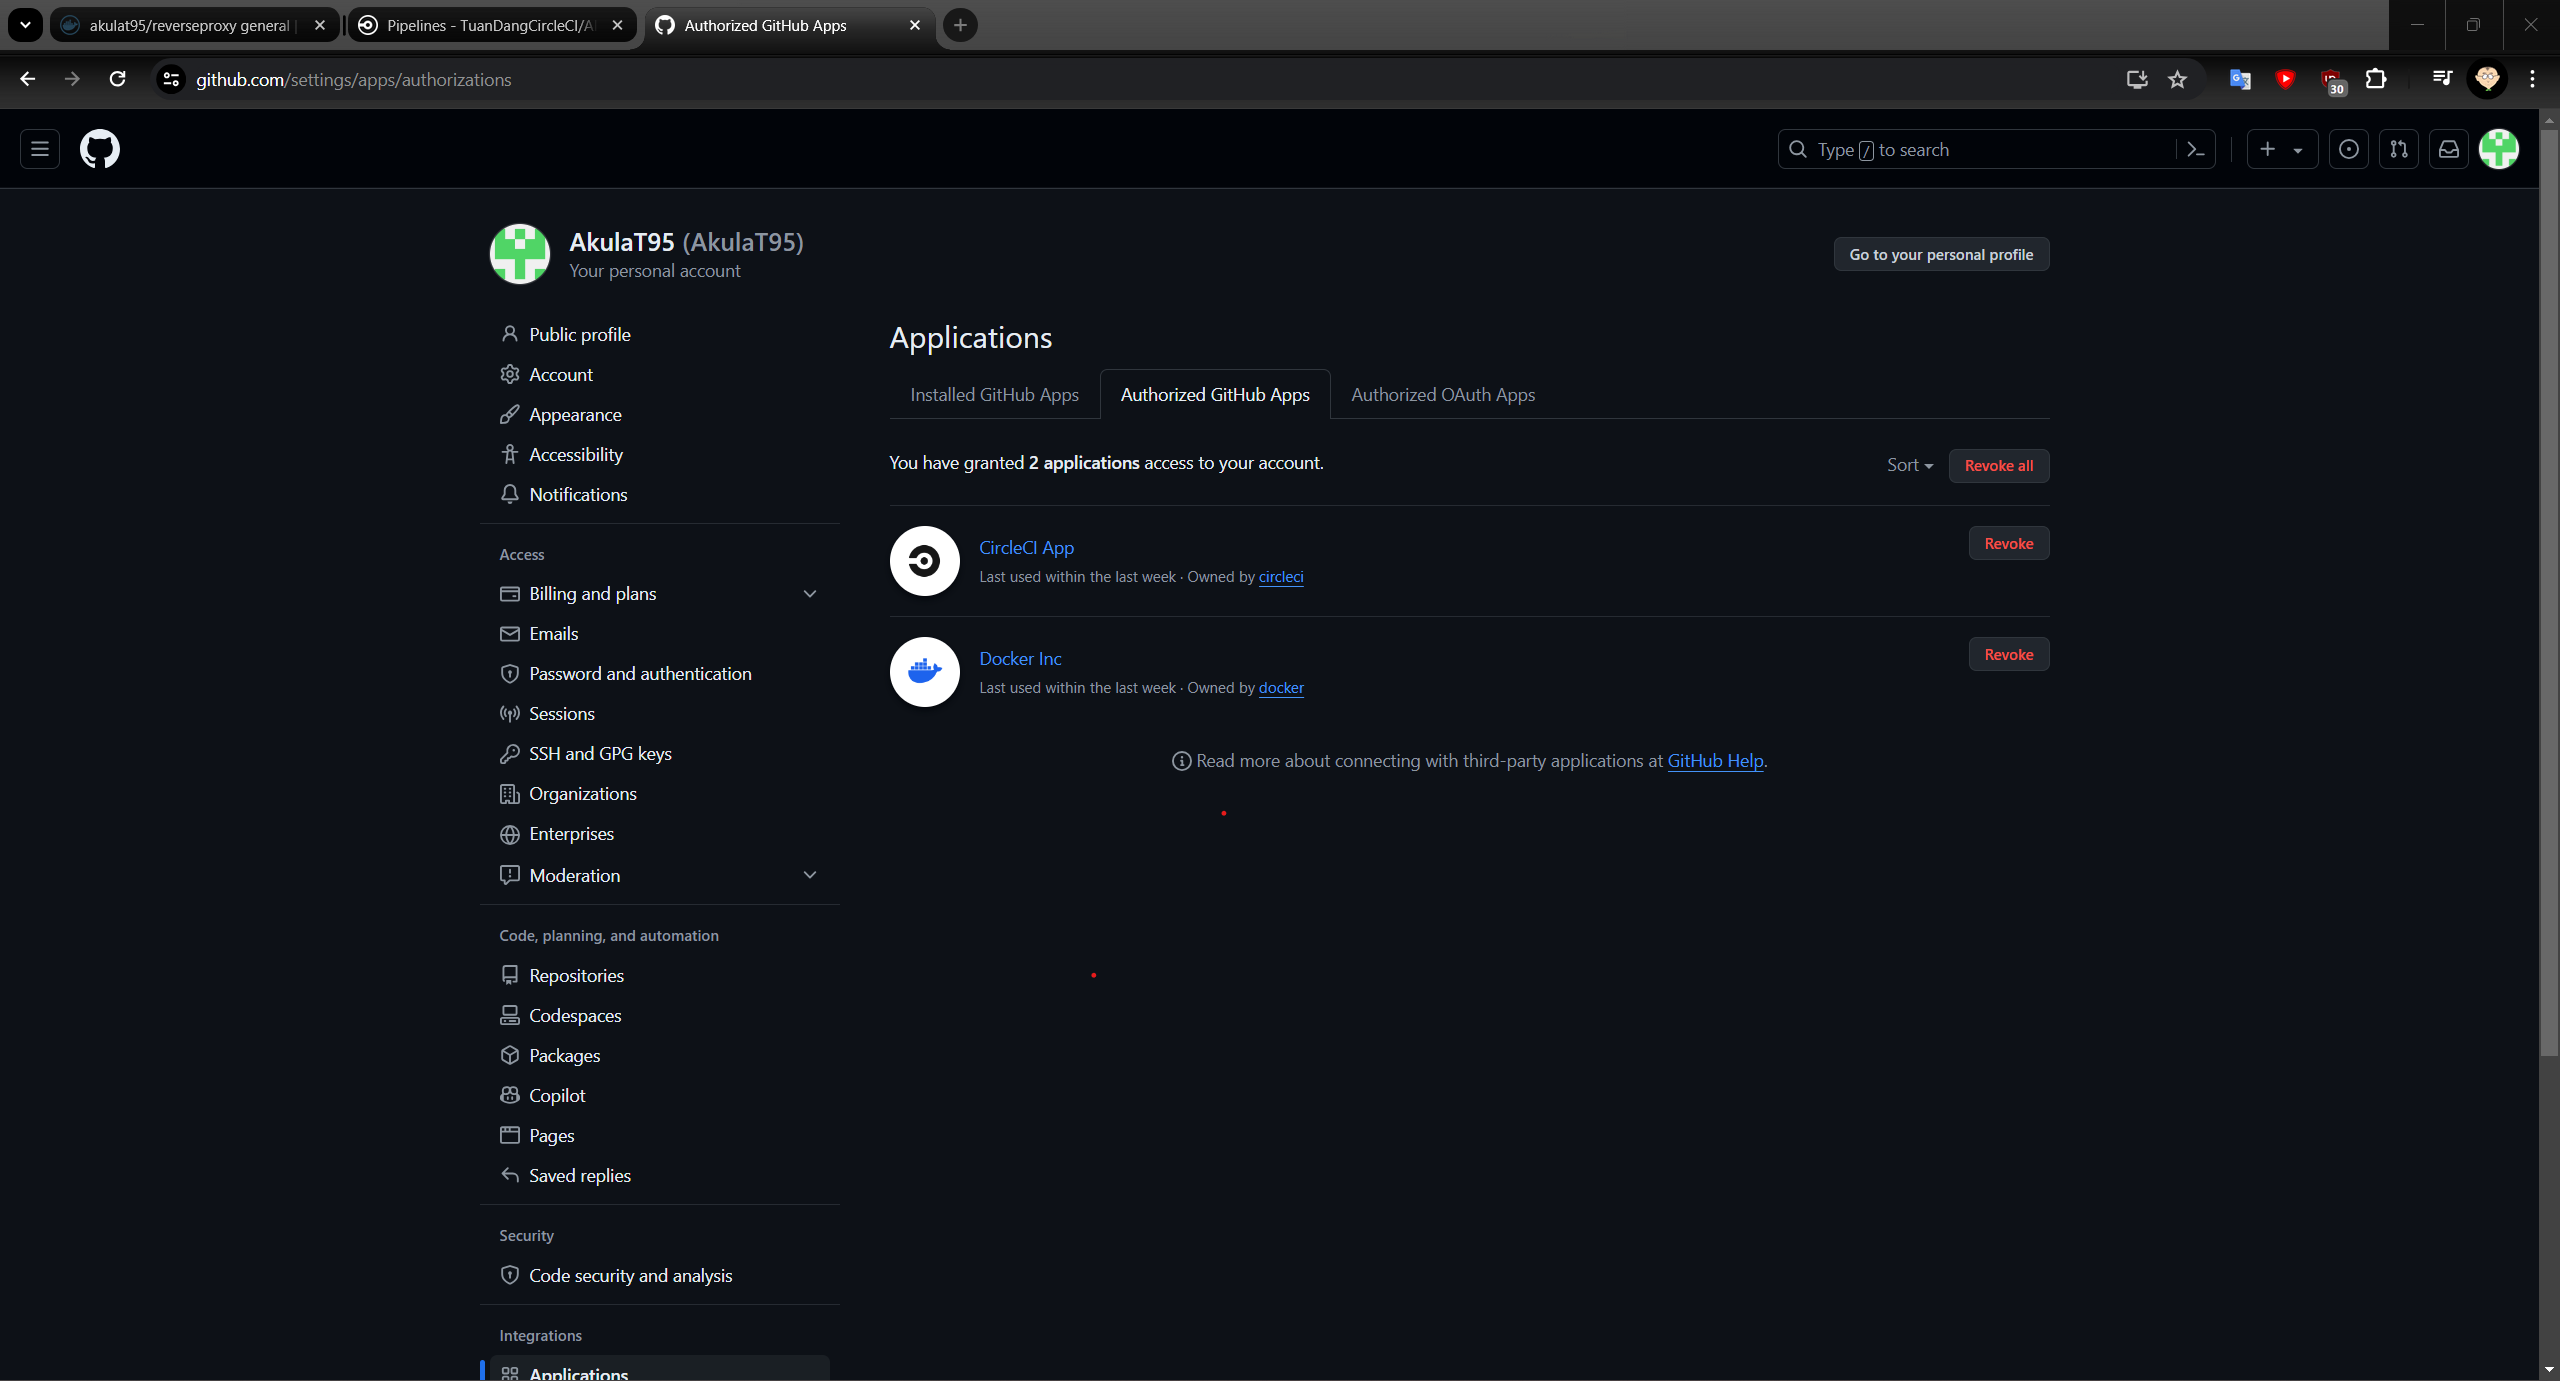 akulat95/reverseproxy general |
Pipelines - TuanDangCircleCI/A
Authorized GitHub Apps
github.com/settings/apps/authorizations
30
Type / to search
AkulaT95 (AkulaT95)
Your personal account
Go to your personal profile
Public profile
Account
Appearance
Accessibility
Notifications
Access
Billing and plans
Emails
Password and authentication
Sessions
SSH and GPG keys
Organizations
Enterprises
Moderation
Code, planning, and automation
Repositories
Codespaces
Packages
Copilot
Pages
Saved replies
Security
Code security and analysis
Integrations
Applications
Applications
Installed GitHub Apps
Authorized GitHub Apps
Authorized OAuth Apps
You have granted 2 applications access to your account.
Sort
Revoke all
CircleCI App
Last used within the last week · Owned by circleci
Revoke
Docker Inc
Last used within the last week · Owned by docker
Revoke
Read more about connecting with third-party applications at GitHub Help.